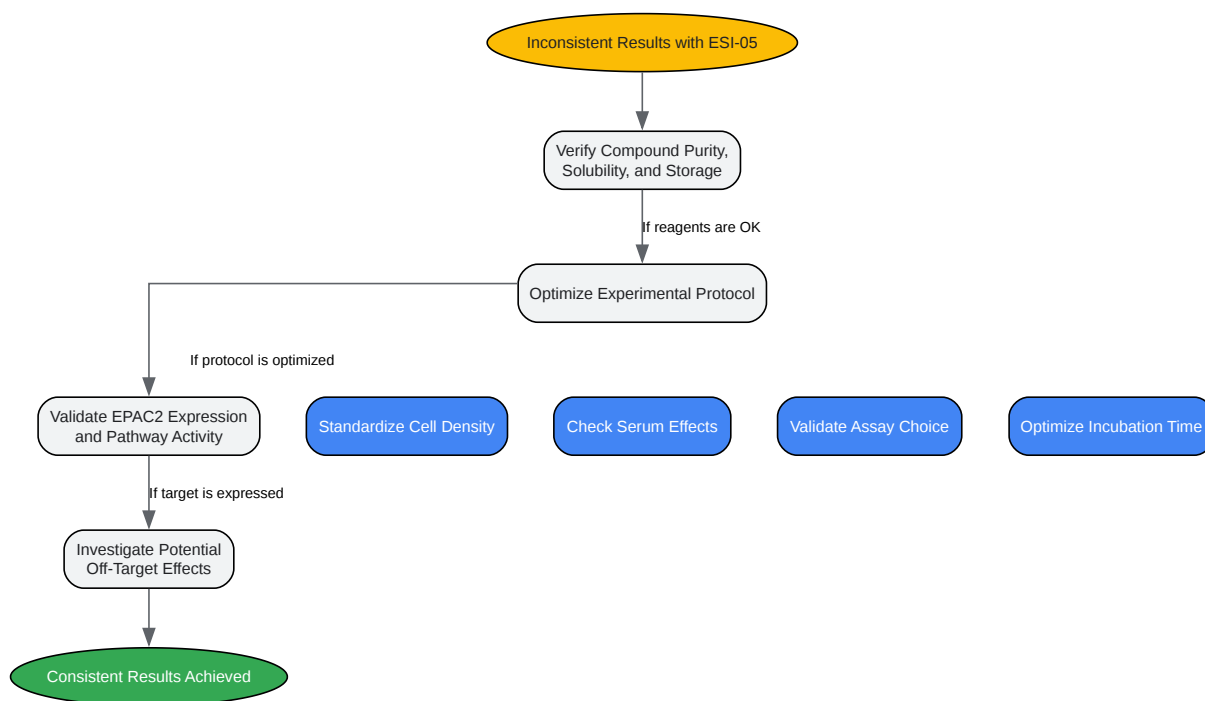 Inconsistent Results with ESI-05
Verify Compound Purity,
Solubility, and Storage
If reagents are OK
Optimize Experimental Protocol
If protocol is optimized
Validate EPAC2 Expression
and Pathway Activity
Standardize Cell Density
Check Serum Effects
Validate Assay Choice
Optimize Incubation Time
If target is expressed
Investigate Potential
Off-Target Effects
Consistent Results Achieved